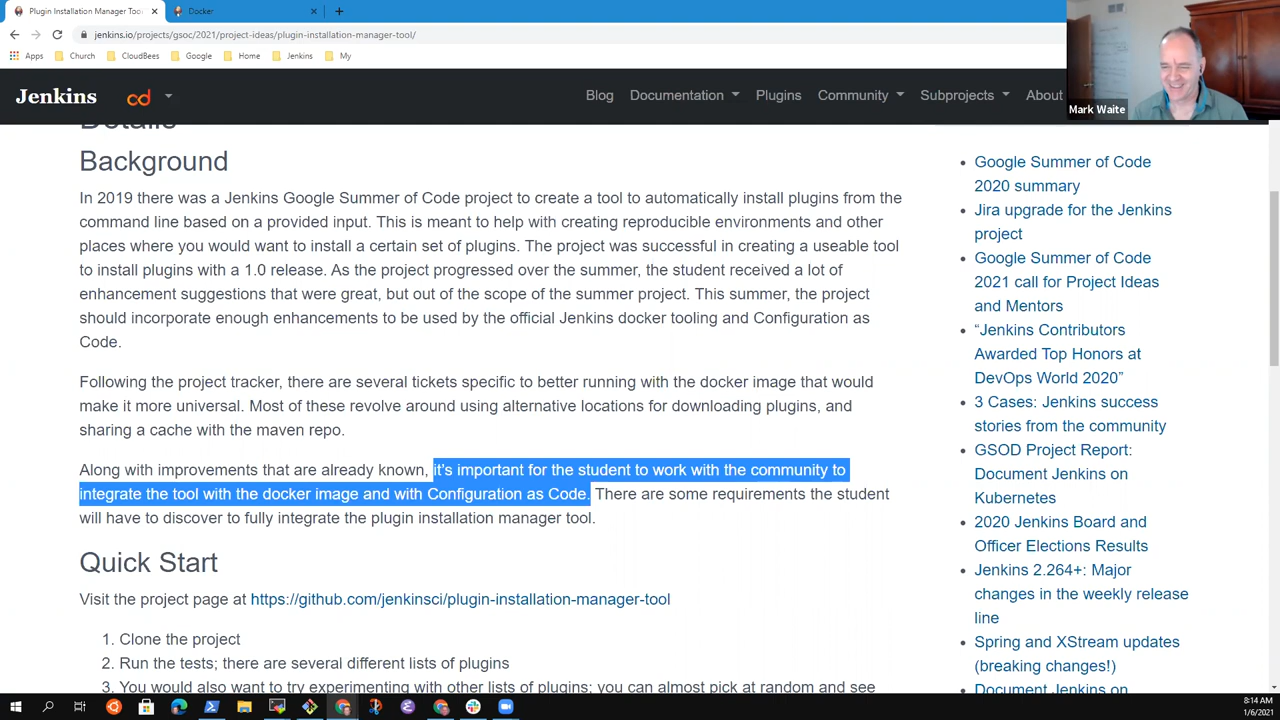 Plugin Installation Manager Too
Docker
jenkins.io/projects/gsoc/2021/project-ideas/plugin-installation-manager-tool/
Apps Church CloudBees Google Home Jenkins My
Jenkins cd Blog Documentation Plugins Community Subprojects About
Mark Waite
Details
Background
In 2019 there was a Jenkins Google Summer of Code project to create a tool to automatically install plugins from the
command line based on a provided input. This is meant to help with creating reproducible environments and other
places where you would want to install a certain set of plugins. The project was successful in creating a useable tool
to install plugins with a 1.0 release. As the project progressed over the summer, the student received a lot of
enhancement suggestions that were great, but out of the scope of the summer project. This summer, the project
should incorporate enough enhancements to be used by the official Jenkins docker tooling and Configuration as
Code.
Following the project tracker, there are several tickets specific to better running with the docker image that would
make it more universal. Most of these revolve around using alternative locations for downloading plugins, and
sharing a cache with the maven repo.
Along with improvements that are already known, it's important for the student to work with the community to
integrate the tool with the docker image and with Configuration as Code. There are some requirements the student
will have to discover to fully integrate the plugin installation manager tool.
Quick Start
Visit the project page at https://github.com/jenkinsci/plugin-installation-manager-tool
1. Clone the project
2. Run the tests; there are several different lists of plugins
3. You would also want to try experimenting with other lists of plugins; you can almost pick at random and see
Google Summer of Code
2020 summary
Jira upgrade for the Jenkins
project
Google Summer of Code
2021 call for Project Ideas
and Mentors
“Jenkins Contributors
Awarded Top Honors at
DevOps World 2020”
3 Cases: Jenkins success
stories from the community
GSOD Project Report:
Document Jenkins on
Kubernetes
2020 Jenkins Board and
Officer Elections Results
Jenkins 2.264+: Major
changes in the weekly release
line
Spring and XStream updates
(breaking changes!)
Document Jenkins on
8:14 AM
1/6/2021